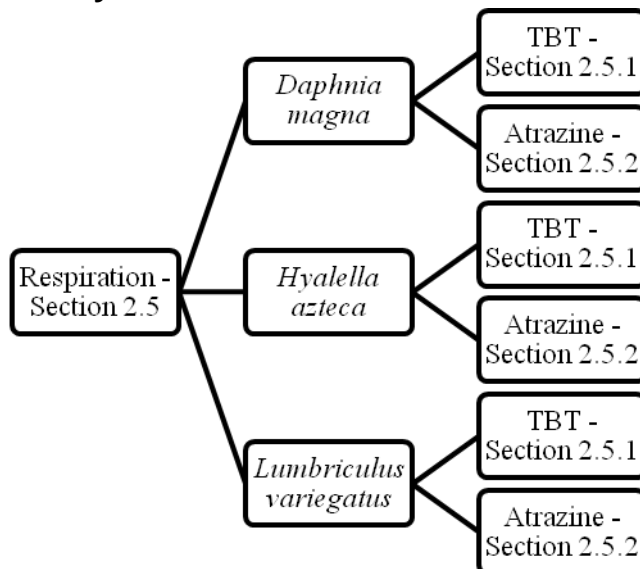 TBT -
Section 2.5.1
Daphnia
magna
Atrazine -
Section 2.5.2
Respiration -
Section 2.5
TBT -
Section 2.5.1
Hyalella
azteca
Atrazine -
Section 2.5.2
TBT -
Section 2.5.1
Lumbriculus
variegatus
Atrazine -
Section 2.5.2